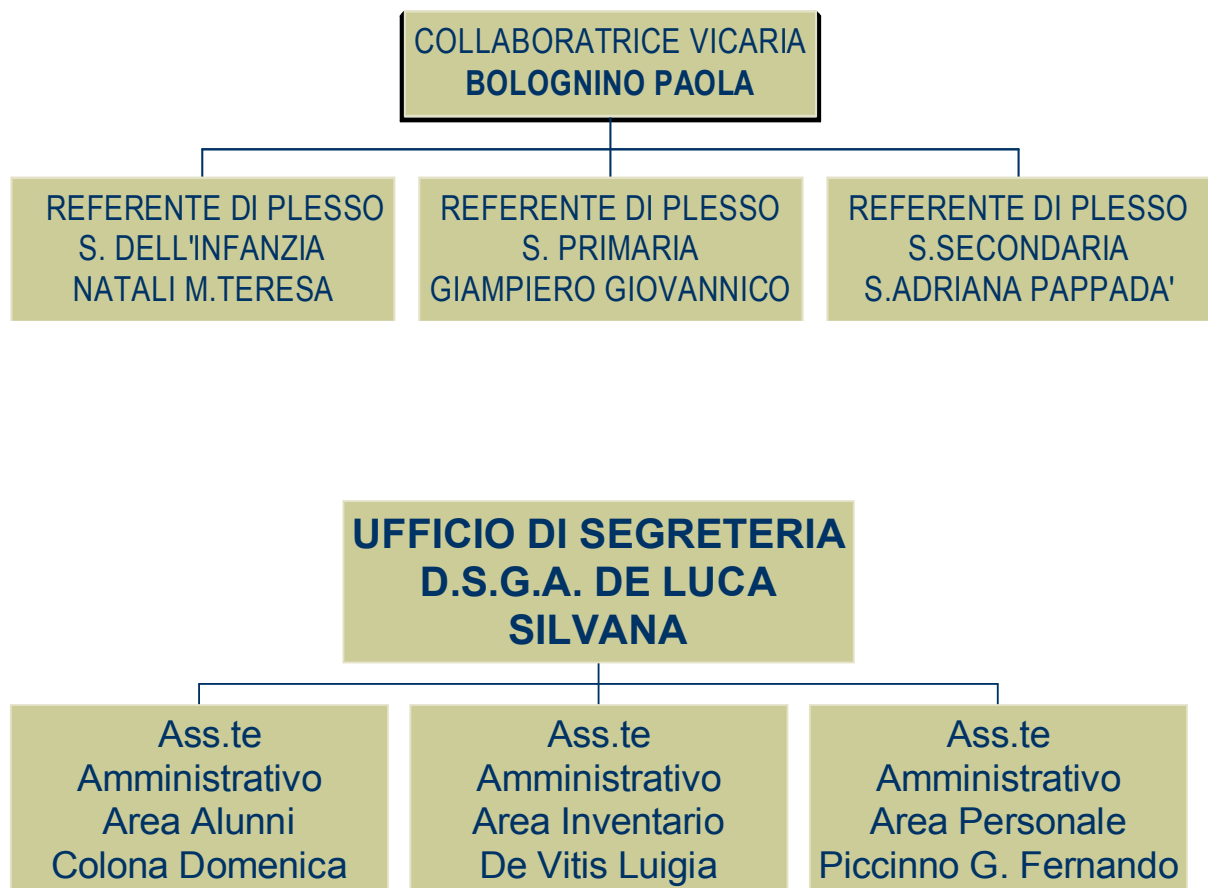 COLLABORATRICE VICARIA
BOLOGNINO PAOLA
REFERENTE DI PLESSO
S. DELL'INFANZIA
NATALI M.TERESA
REFERENTE DI PLESSO
S. PRIMARIA
GIAMPIERO GIOVANNICO
REFERENTE DI PLESSO
S.SECONDARIA
S.ADRIANA PAPPADA'
UFFICIO DI SEGRETERIA
D.S.G.A. DE LUCA
SILVANA
Ass.te
Amministrativo
Area Alunni
Colona Domenica
Ass.te
Amministrativo
Area Inventario
De Vitis Luigia
Ass.te
Amministrativo
Area Personale
Piccinno G. Fernando